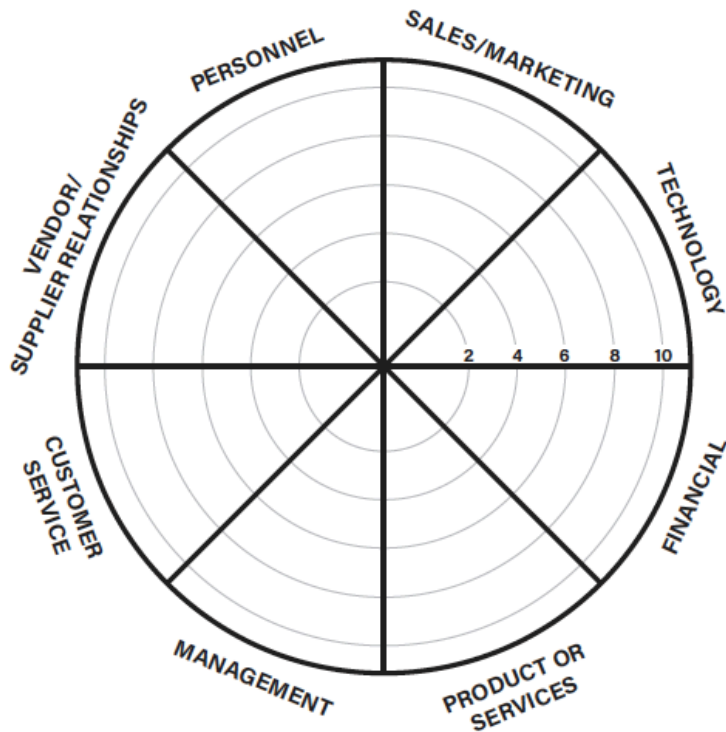 SALES/MARKETING
TECHNOLOGY
FINANCIAL
PRODUCT OR
SERVICES
MANAGEMENT
CUSTOMER
SERVICE
VENDOR/
SUPPLIER RELATIONSHIPS
PERSONNEL
2 4 6 8 10